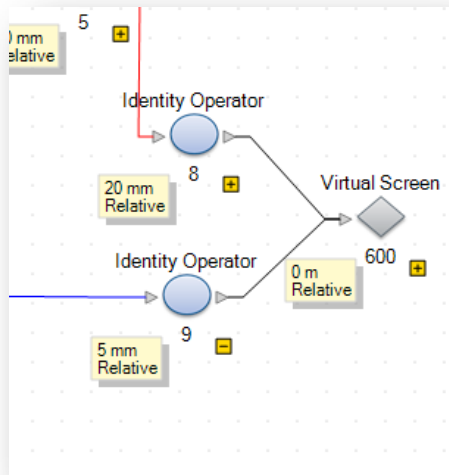 5
mm
Relative
Identity Operator
8
20 mm
Relative
Virtual Screen
600
0 m
Relative
Identity Operator
9
5 mm
Relative